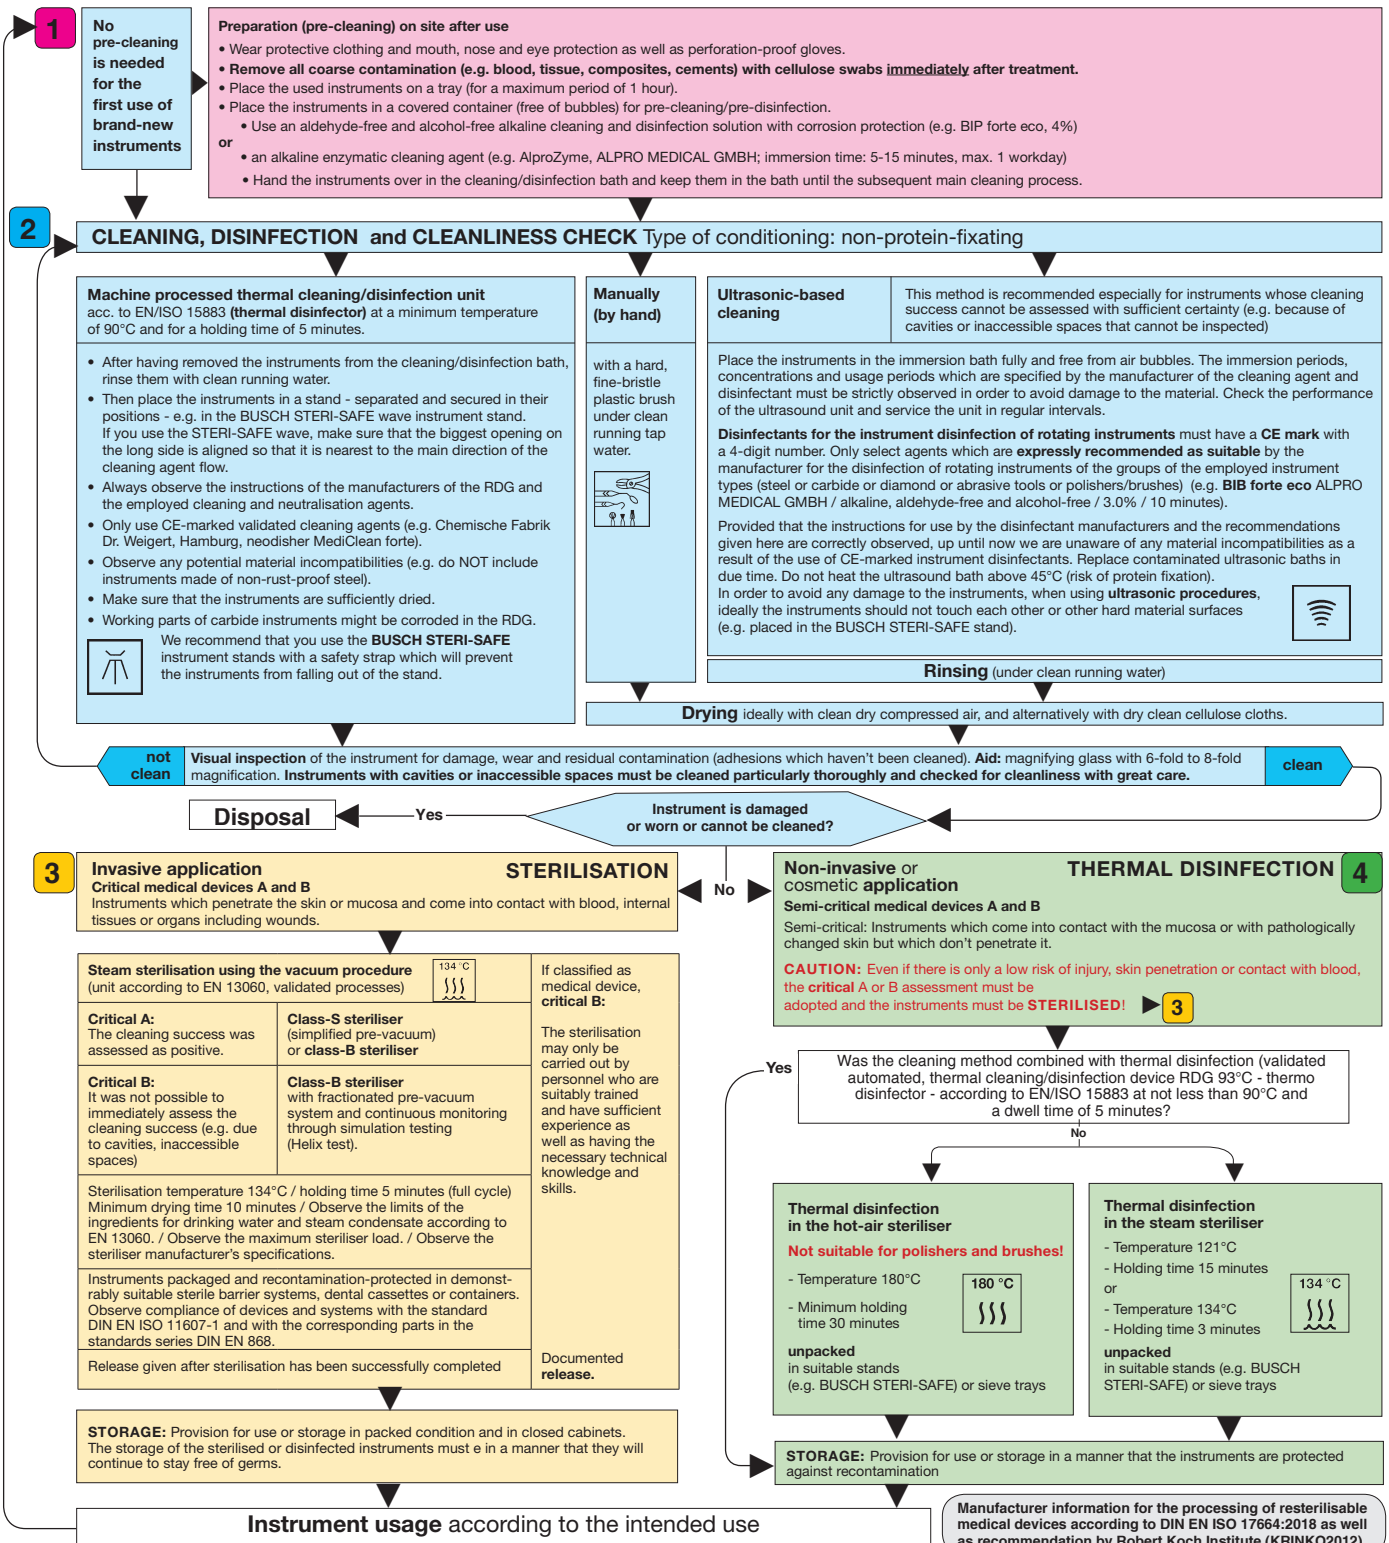 1
No
pre-cleaning
is needed
for the
first use of
brand-new
instruments
Preparation (pre-cleaning) on site after use
• Wear protective clothing and mouth, nose and eye protection as well as perforation-proof gloves.
• Remove all coarse contamination (e.g. blood, tissue, composites, cements) with cellulose swabs immediately after treatment.
• Place the used instruments on a tray (for a maximum period of 1 hour).
• Place the instruments in a covered container (free of bubbles) for pre-cleaning/pre-disinfection.
• Use an aldehyde-free and alcohol-free alkaline cleaning and disinfection solution with corrosion protection (e.g. BIP forte eco, 4%)
or
• an alkaline enzymatic cleaning agent (e.g. AlproZyme, ALPRO MEDICAL GMBH; immersion time: 5-15 minutes, max. 1 workday)
• Hand the instruments over in the cleaning/disinfection bath and keep them in the bath until the subsequent main cleaning process.
2
CLEANING, DISINFECTION and CLEANLINESS CHECK Type of conditioning: non-protein-fixating
Machine processed thermal cleaning/disinfection unit
acc. to EN/ISO 15883 (thermal disinfector) at a minimum temperature
of 90°C and for a holding time of 5 minutes.
• After having removed the instruments from the cleaning/disinfection bath,
rinse them with clean running water.
• Then place the instruments in a stand - separated and secured in their
positions - e.g. in the BUSCH STERI-SAFE wave instrument stand.
If you use the STERI-SAFE wave, make sure that the biggest opening on
the long side is aligned so that it is nearest to the main direction of the
cleaning agent flow.
• Always observe the instructions of the manufacturers of the RDG and
the employed cleaning and neutralisation agents.
• Only use CE-marked validated cleaning agents (e.g. Chemische Fabrik
Dr. Weigert, Hamburg, neodisher MediClean forte).
• Observe any potential material incompatibilities (e.g. do NOT include
instruments made of non-rust-proof steel).
• Make sure that the instruments are sufficiently dried.
• Working parts of carbide instruments might be corroded in the RDG.
We recommend that you use the BUSCH STERI-SAFE
instrument stands with a safety strap which will prevent
the instruments from falling out of the stand.
Manually
(by hand)
with a hard,
fine-bristle
plastic brush
under clean
running tap
water.
Ultrasonic-based
cleaning
This method is recommended especially for instruments whose cleaning
success cannot be assessed with sufficient certainty (e.g. because of
cavities or inaccessible spaces that cannot be inspected)
Place the instruments in the immersion bath fully and free from air bubbles. The immersion periods,
concentrations and usage periods which are specified by the manufacturer of the cleaning agent and
disinfectant must be strictly observed in order to avoid damage to the material. Check the performance
of the ultrasound unit and service the unit in regular intervals.
Disinfectants for the instrument disinfection of rotating instruments must have a CE mark with
a 4-digit number. Only select agents which are expressly recommended as suitable by the
manufacturer for the disinfection of rotating instruments of the groups of the employed instrument
types (steel or carbide or diamond or abrasive tools or polishers/brushes) (e.g. BIB forte eco ALPRO
MEDICAL GMBH / alkaline, aldehyde-free and alcohol-free / 3.0% / 10 minutes).
Provided that the instructions for use by the disinfectant manufacturers and the recommendations
given here are correctly observed, up until now we are unaware of any material incompatibilities as a
result of the use of CE-marked instrument disinfectants. Replace contaminated ultrasonic baths in
due time. Do not heat the ultrasound bath above 45°C (risk of protein fixation).
In order to avoid any damage to the instruments, when using ultrasonic procedures,
ideally the instruments should not touch each other or other hard material surfaces
(e.g. placed in the BUSCH STERI-SAFE stand).
Rinsing (under clean running water)
Drying ideally with clean dry compressed air, and alternatively with dry clean cellulose cloths.
not
clean
Visual inspection of the instrument for damage, wear and residual contamination (adhesions which haven't been cleaned). Aid: magnifying glass with 6-fold to 8-fold
magnification. Instruments with cavities or inaccessible spaces must be cleaned particularly thoroughly and checked for cleanliness with great care.
clean
Disposal
Yes
Instrument is damaged
or worn or cannot be cleaned?
No
3
Invasive application
STERILISATION
Critical medical devices A and B
Instruments which penetrate the skin or mucosa and come into contact with blood, internal
tissues or organs including wounds.
Steam sterilisation using the vacuum procedure
(unit according to EN 13060, validated processes)
134 °C
Critical A:
The cleaning success was
assessed as positive.
Class-S steriliser
(simplified pre-vacuum)
or class-B steriliser
Critical B:
It was not possible to
immediately assess the
cleaning success (e.g. due
to cavities, inaccessible
spaces)
Class-B steriliser
with fractionated pre-vacuum
system and continuous monitoring
through simulation testing
(Helix test).
Sterilisation temperature 134°C / holding time 5 minutes (full cycle)
Minimum drying time 10 minutes / Observe the limits of the
ingredients for drinking water and steam condensate according to
EN 13060. / Observe the maximum steriliser load. / Observe the
steriliser manufacturer's specifications.
Instruments packaged and recontamination-protected in demonst-
rably suitable sterile barrier systems, dental cassettes or containers.
Observe compliance of devices and systems with the standard
DIN EN ISO 11607-1 and with the corresponding parts in the
standards series DIN EN 868.
Release given after sterilisation has been successfully completed
If classified as
medical device,
critical B:
The sterilisation
may only be
carried out by
personnel who are
suitably trained
and have sufficient
experience as
well as having the
necessary technical
knowledge and
skills.
Documented
release.
STORAGE: Provision for use or storage in packed condition and in closed cabinets.
The storage of the sterilised or disinfected instruments must e in a manner that they will
continue to stay free of germs.
Non-invasive or
cosmetic application
THERMAL DISINFECTION
4
Semi-critical medical devices A and B
Semi-critical: Instruments which come into contact with the mucosa or with pathologically
changed skin but which don't penetrate it.
CAUTION: Even if there is only a low risk of injury, skin penetration or contact with blood,
the critical A or B assessment must be
adopted and the instruments must be STERILISED!
3
Yes
Was the cleaning method combined with thermal disinfection (validated
automated, thermal cleaning/disinfection device RDG 93°C - thermo
disinfector - according to EN/ISO 15883 at not less than 90°C and
a dwell time of 5 minutes?
No
Thermal disinfection
in the hot-air steriliser
Not suitable for polishers and brushes!
- Temperature 180°C
- Minimum holding
time 30 minutes
180 °C
unpacked
in suitable stands
(e.g. BUSCH STERI-SAFE) or sieve trays
Thermal disinfection
in the steam steriliser
- Temperature 121°C
- Holding time 15 minutes
or
- Temperature 134°C
- Holding time 3 minutes
134 °C
unpacked
in suitable stands (e.g. BUSCH
STERI-SAFE) or sieve trays
STORAGE: Provision for use or storage in a manner that the instruments are protected
against recontamination
Instrument usage according to the intended use
Manufacturer information for the processing of resterilisable
medical devices according to DIN EN ISO 17664:2018 as well
as recommendation by Robert Koch Institute (KRINKO2012)